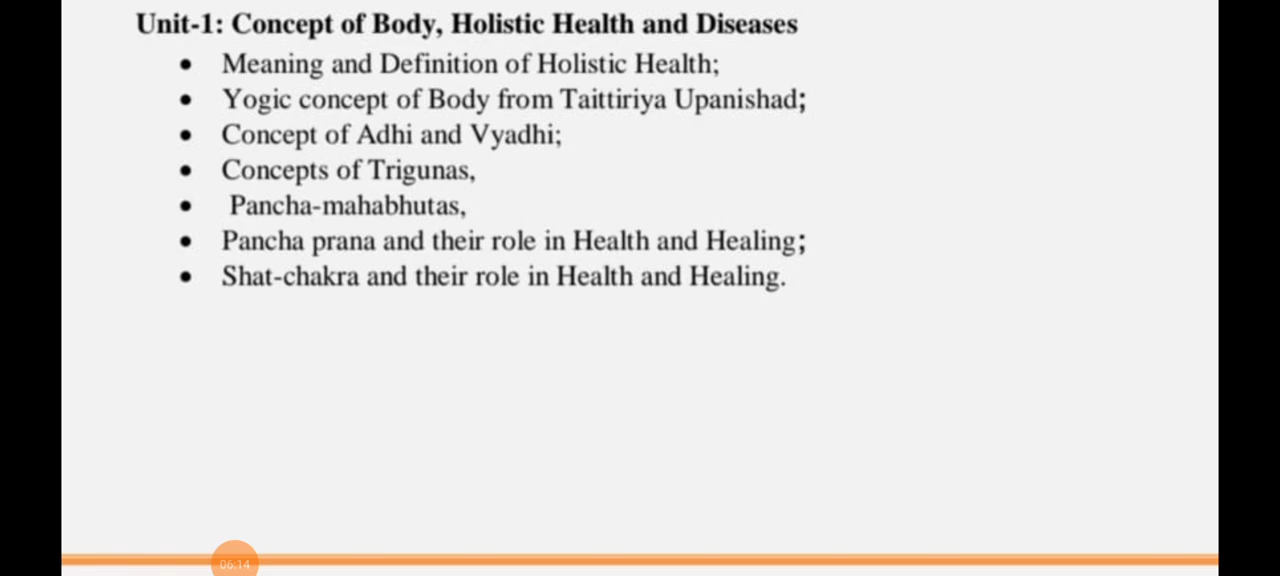 Unit-1: Concept of Body, Holistic Health and Diseases
• Meaning and Definition of Holistic Health;
• Yogic concept of Body from Taittiriya Upanishad;
• Concept of Adhi and Vyadhi;
• Concepts of Trigunas,
• Pancha-mahabhutas,
• Pancha prana and their role in Health and Healing;
• Shat-chakra and their role in Health and Healing.
06:14